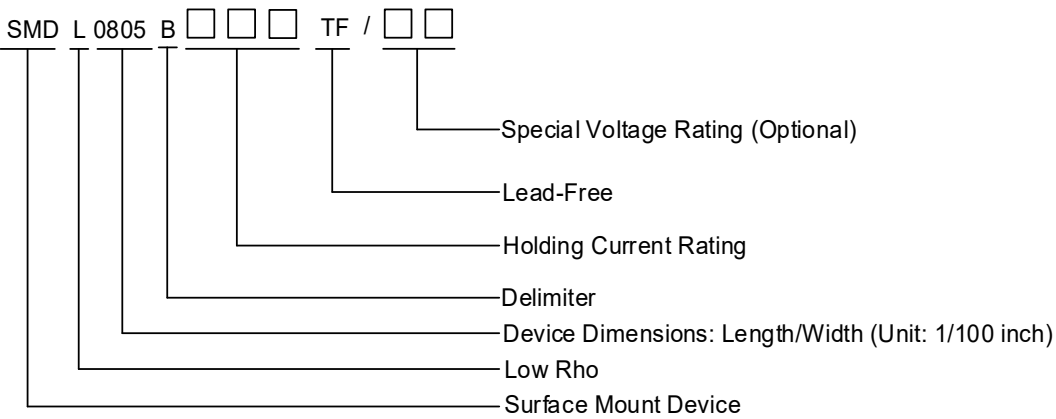 SMD L 0805 B □ □ □ TF / □ □
Special Voltage Rating (Optional)
Lead-Free
Holding Current Rating
Delimiter
Device Dimensions: Length/Width (Unit: 1/100 inch)
Low Rho
Surface Mount Device